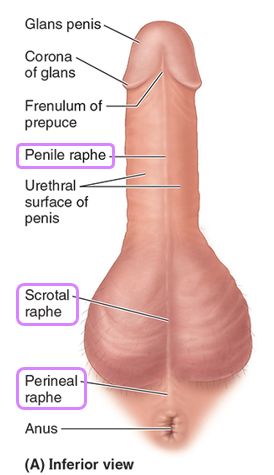 Glans penis
Corona
of glans
Frenulum of
prepuce
Penile raphe
Urethral
surface of
penis
Scrotal
raphe
Perineal
raphe
Anus
(A) Inferior view